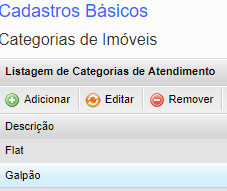 Cadastros Básicos
Categorias de Imóveis
Listagem de Categorias de Atendimento
Adicionar Editar Remover
Descrição
Flat
Galpão